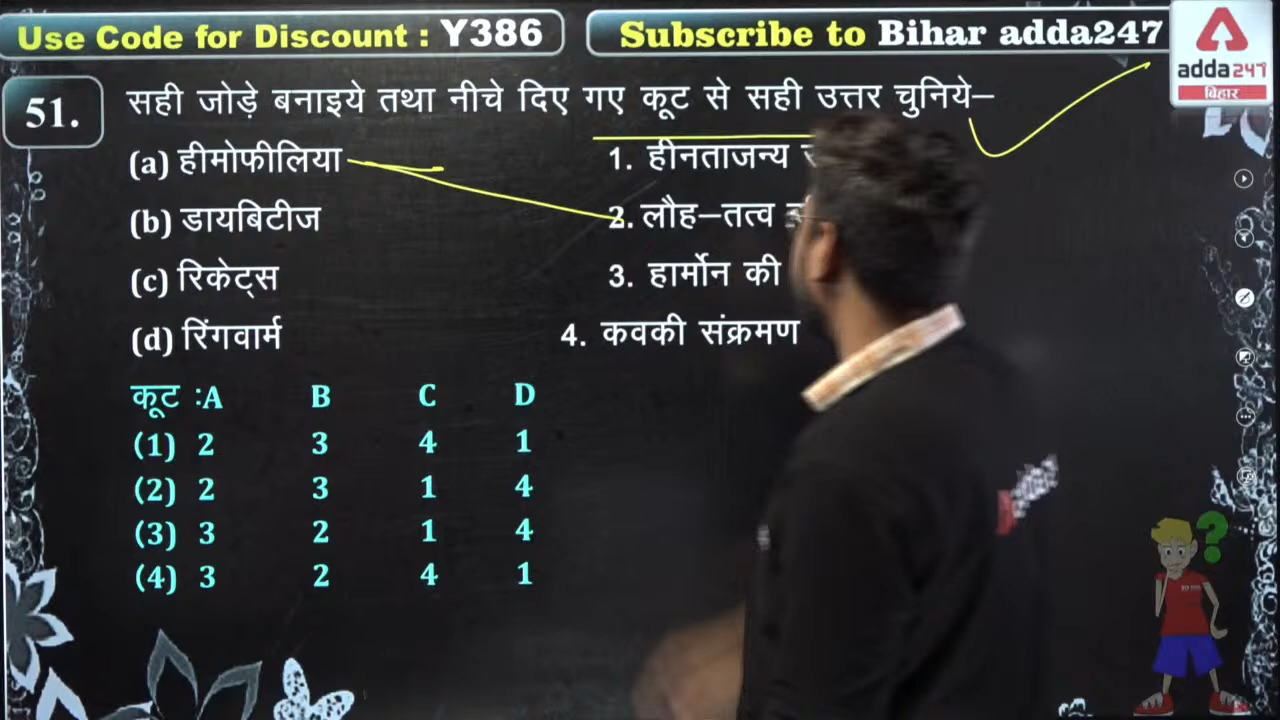 Use Code for Discount : Y386
Subscribe to Bihar adda247
adda247
बिहार
51.
सही जोड़े बनाइये तथा नीचे दिए गए कूट से सही उत्तर चुनिये–
(a) हीमोफीलिया
1. हीनताजन्य
(b) डायबिटीज
2. लौह–तत्व
(c) रिकेट्स
3. हार्मोन की
(d) रिंगवार्म
4. कवकी संक्रमण
कूट :A B C D
(1) 2 3 4 1
(2) 2 3 1 4
(3) 3 2 1 4
(4) 3 2 4 1